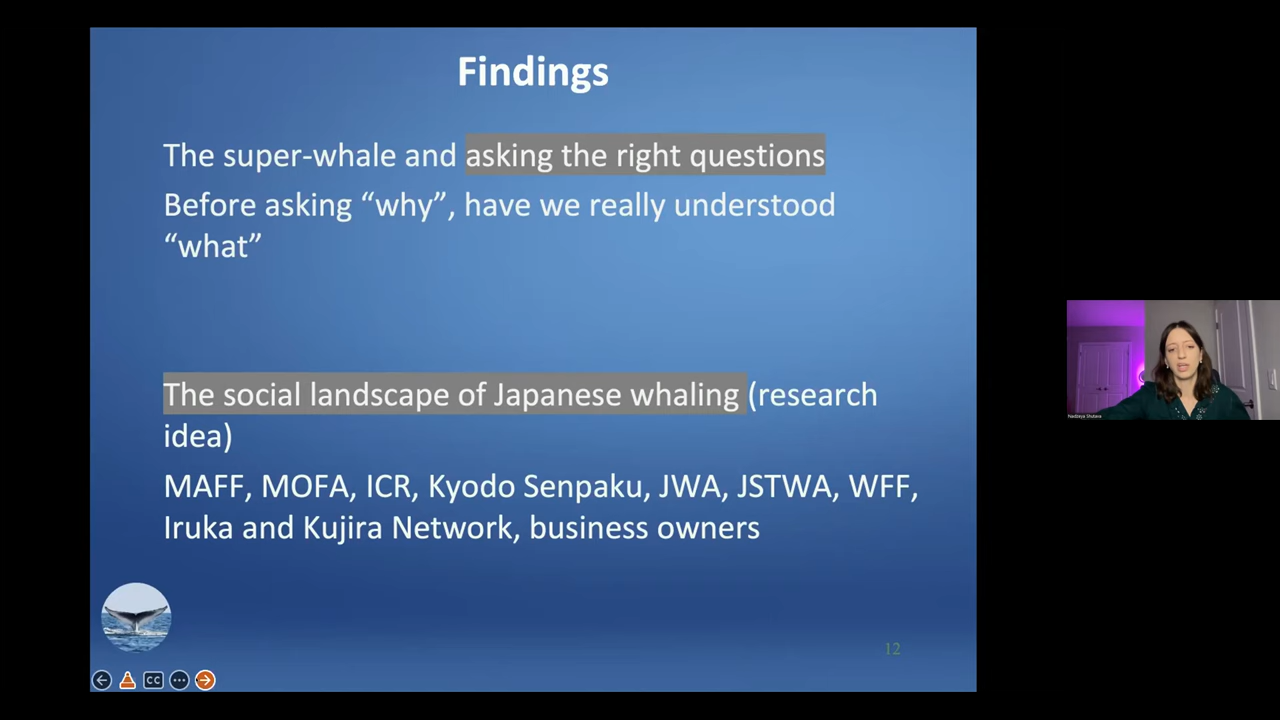 Findings
The super-whale and asking the right questions
Before asking “why”, have we really understood
“what”
The social landscape of Japanese whaling (research
idea)
MAFF, MOFA, ICR, Kyodo Senpaku, JWA, JSTWA, WFF,
Iruka and Kujira Network, business owners
12
CC